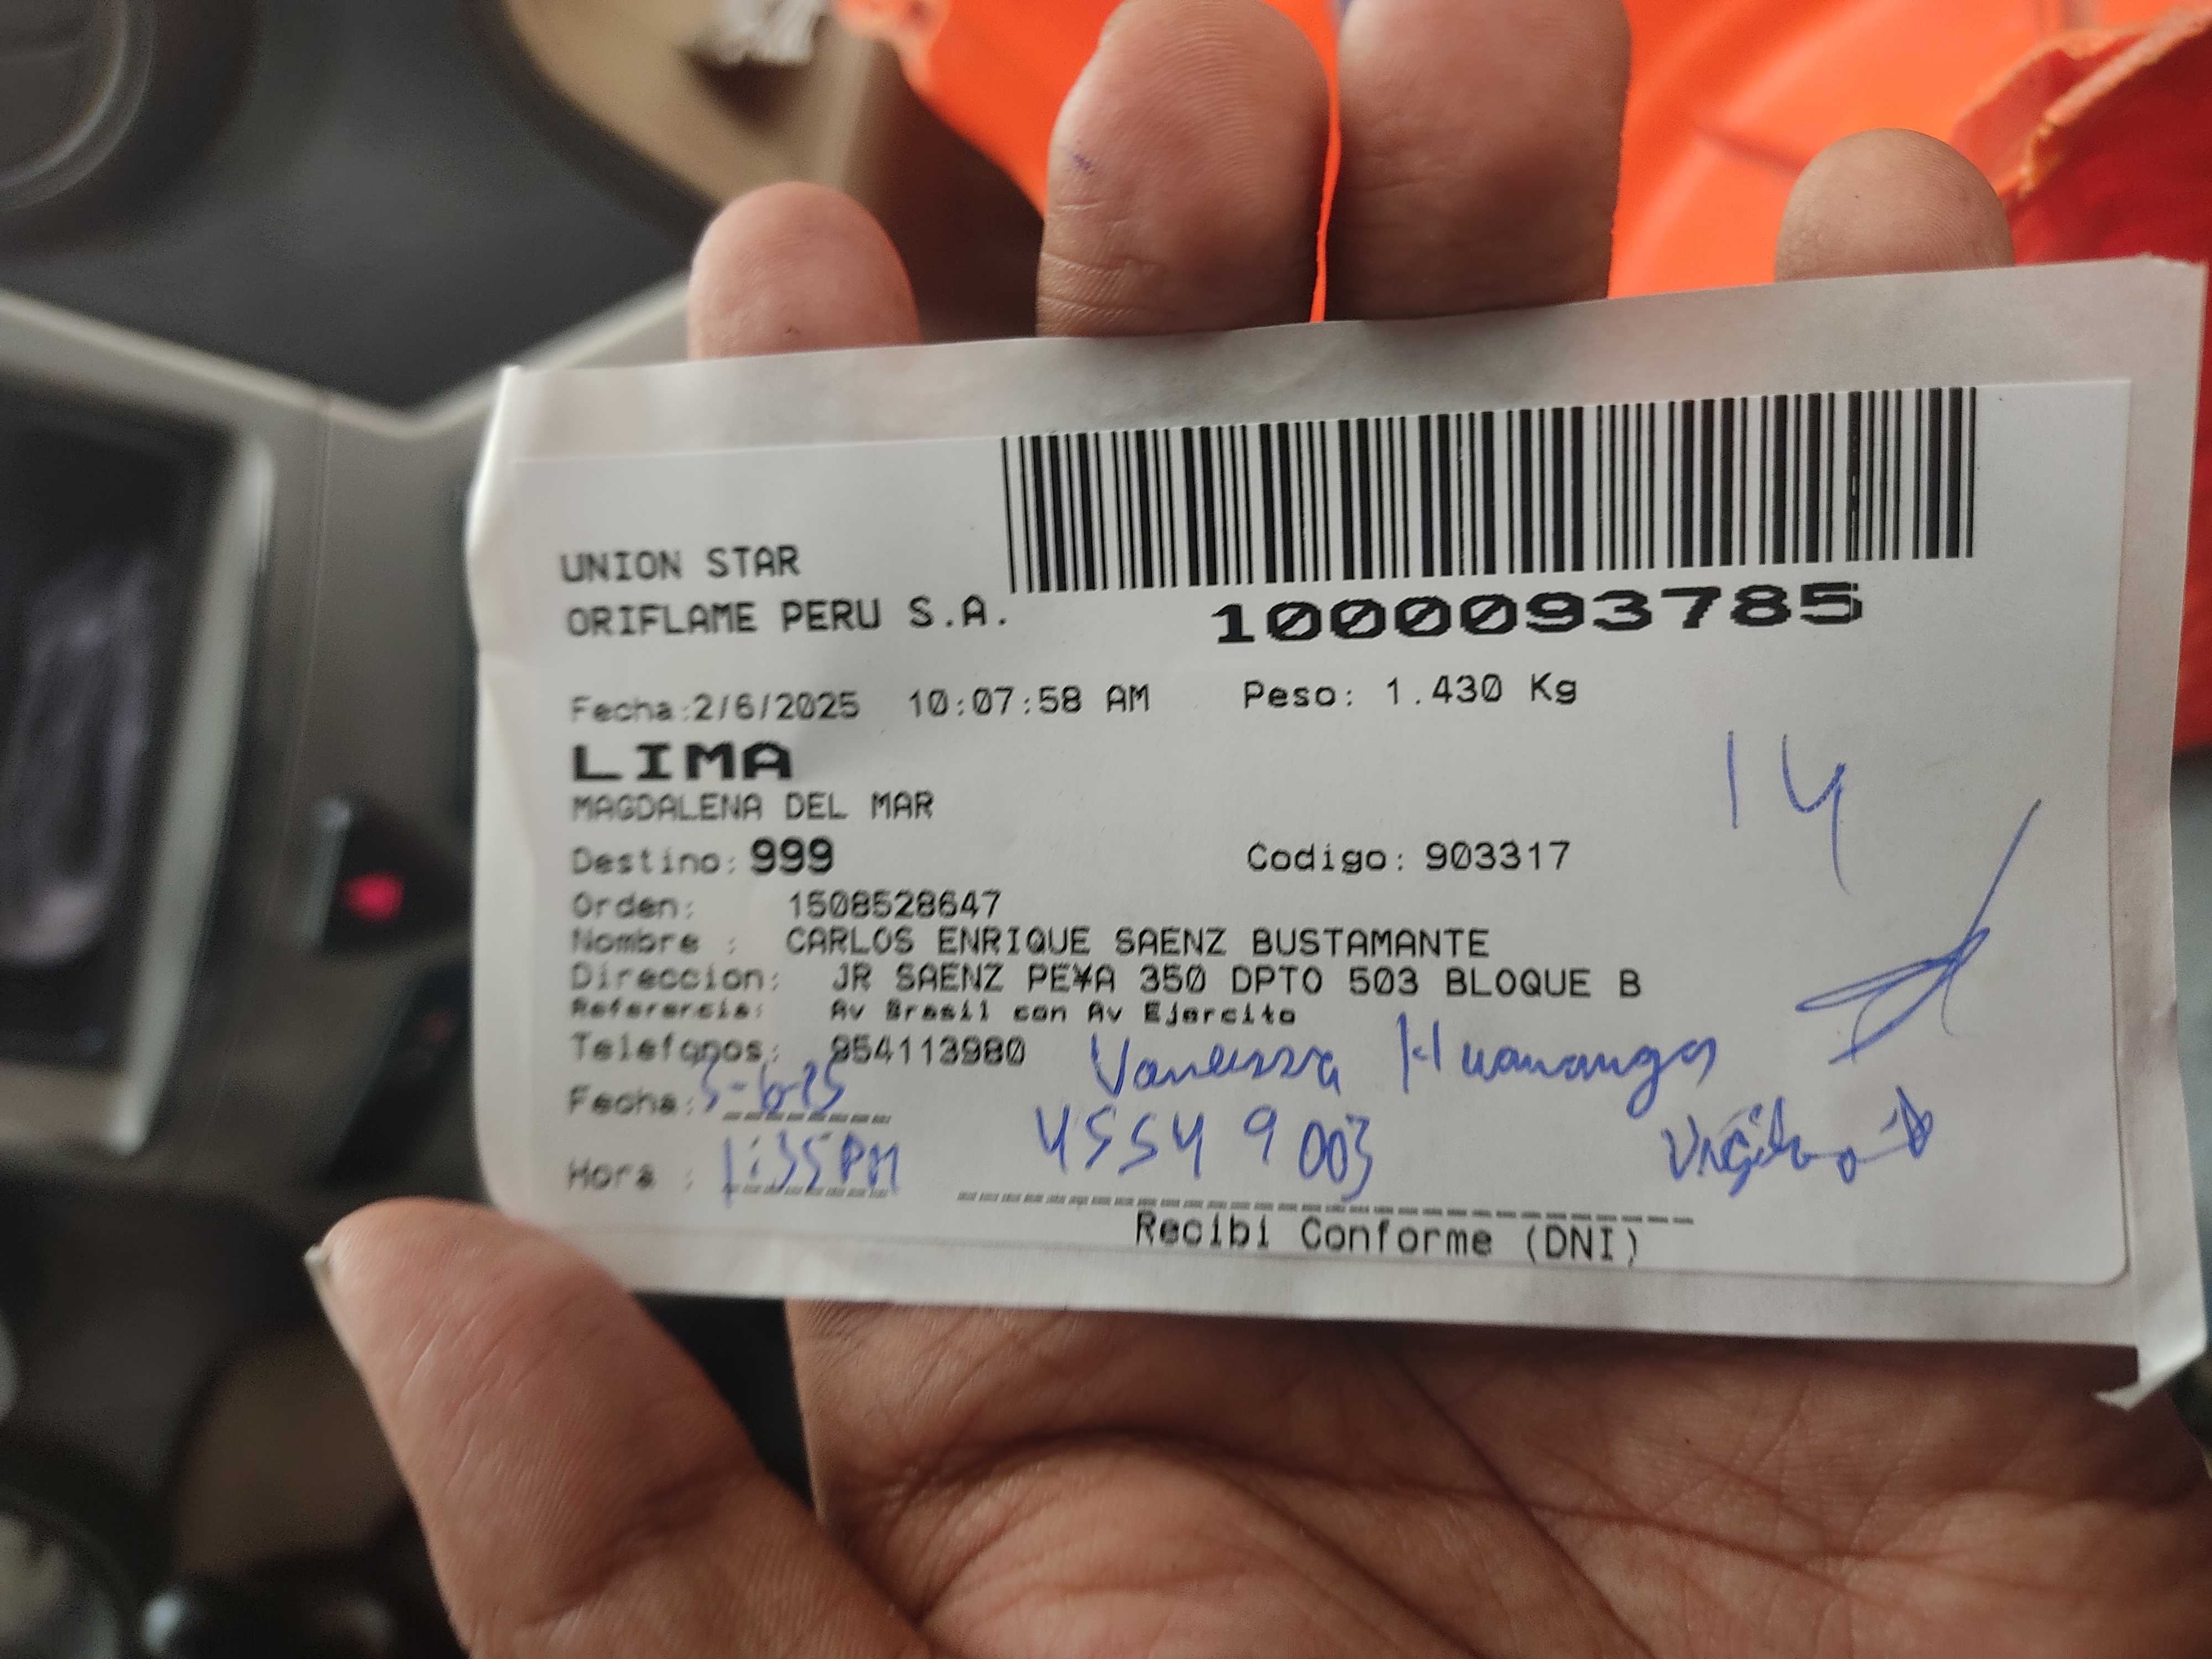 UNION STAR
ORIFLAME PERU S.A.
1000093785
Fecha:2/6/2025 10:07:58 AM Peso: 1.430 Kg
LIMA
MAGDALENA DEL MAR
14
Destino: 999 Codigo: 903317
Orden: 1508528647
Nombre : CARLOS ENRIQUE SAENZ BUSTAMANTE
Direccion: JR SAENZ PE¥A 350 DPTO 503 BLOQUE B
Referencia: Av Brasil con Av Ejercito
Telefonos: 954113980 Vanessa
Fecha: 5-6-25
Hora : 1:35 PM 45549003
Recibi Conforme (DNI)